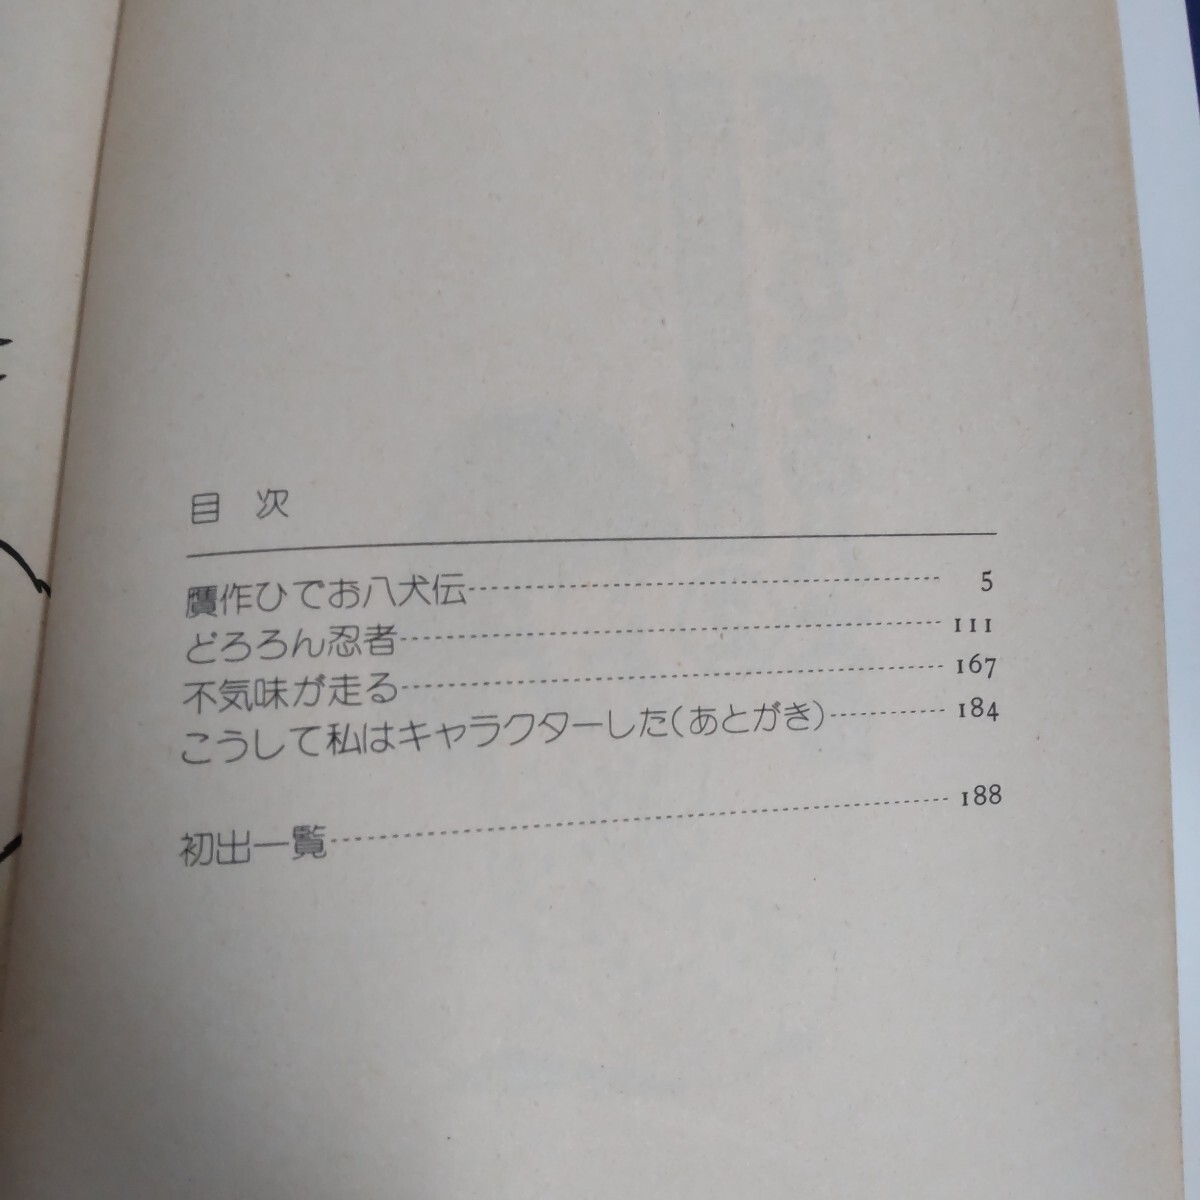 目 次
贋作ひでお八犬伝 5
どろろん忍者 111
不気味が走る 167
こうして私はキャラクターした(あとがき) 184
初出一覧 188